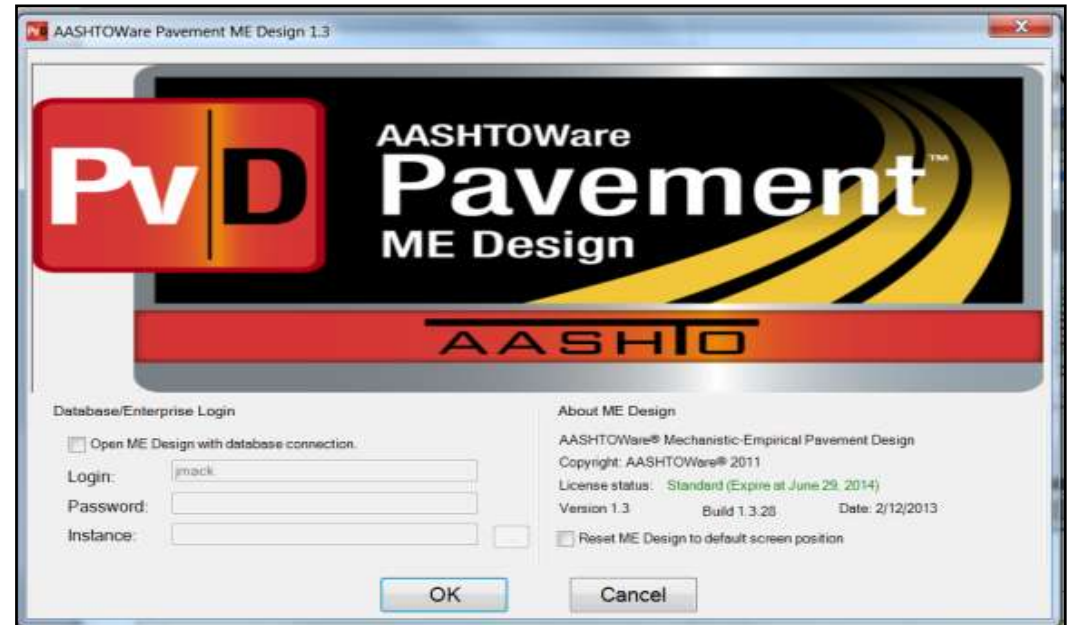 AASHTOWare Pavement ME Design 1.3
PvD
AASHTOWare
Pavement™
ME Design
AASHTO
Database/Enterprise Login
Open ME Design with database connection.
Login: jmack
Password:
Instance:
...
About ME Design
AASHTOWare® Mechanistic-Empirical Pavement Design
Copyright: AASHTOWare® 2011
License status: Standard (Expire at June 29, 2014)
Version 1.3 Build 1.3.28 Date: 2/12/2013
Reset ME Design to default screen position
OK Cancel